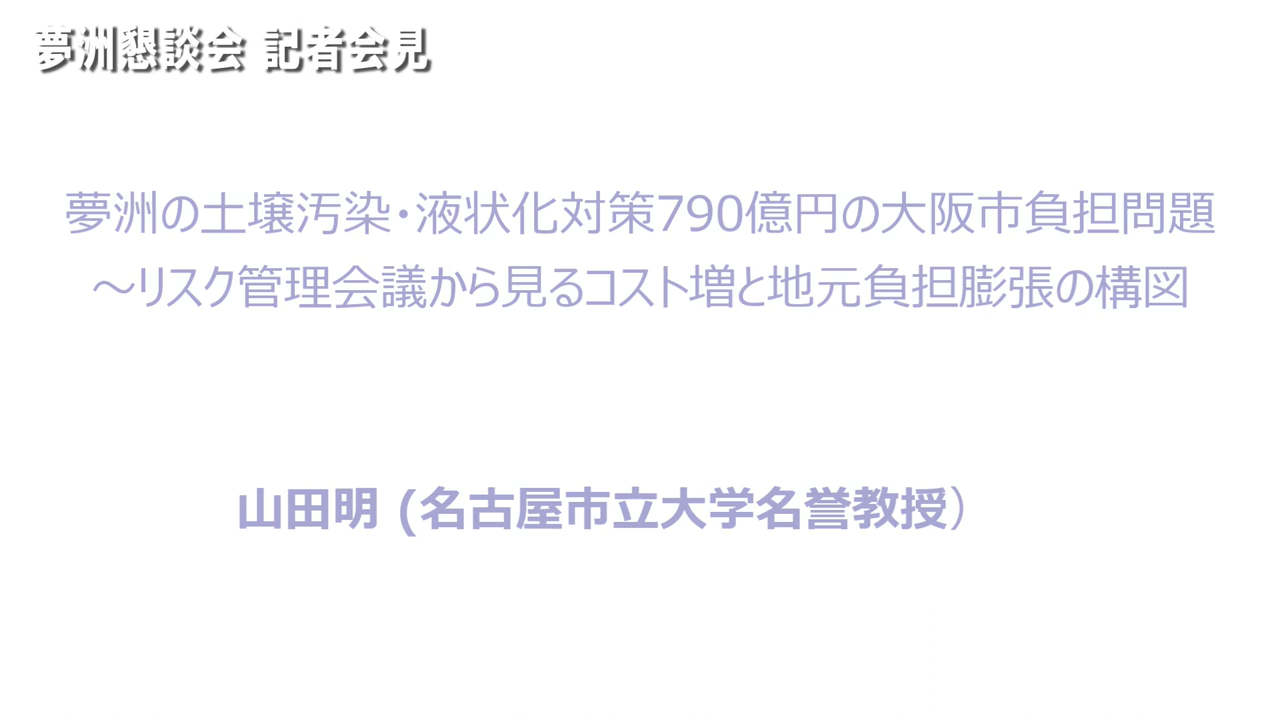 夢洲懇談会 記者会見
夢洲の土壌汚染・液状化対策790億円の大阪市負担問題
～リスク管理会議から見るコスト増と地元負担膨張の構図
山田明 (名古屋市立大学名誉教授）